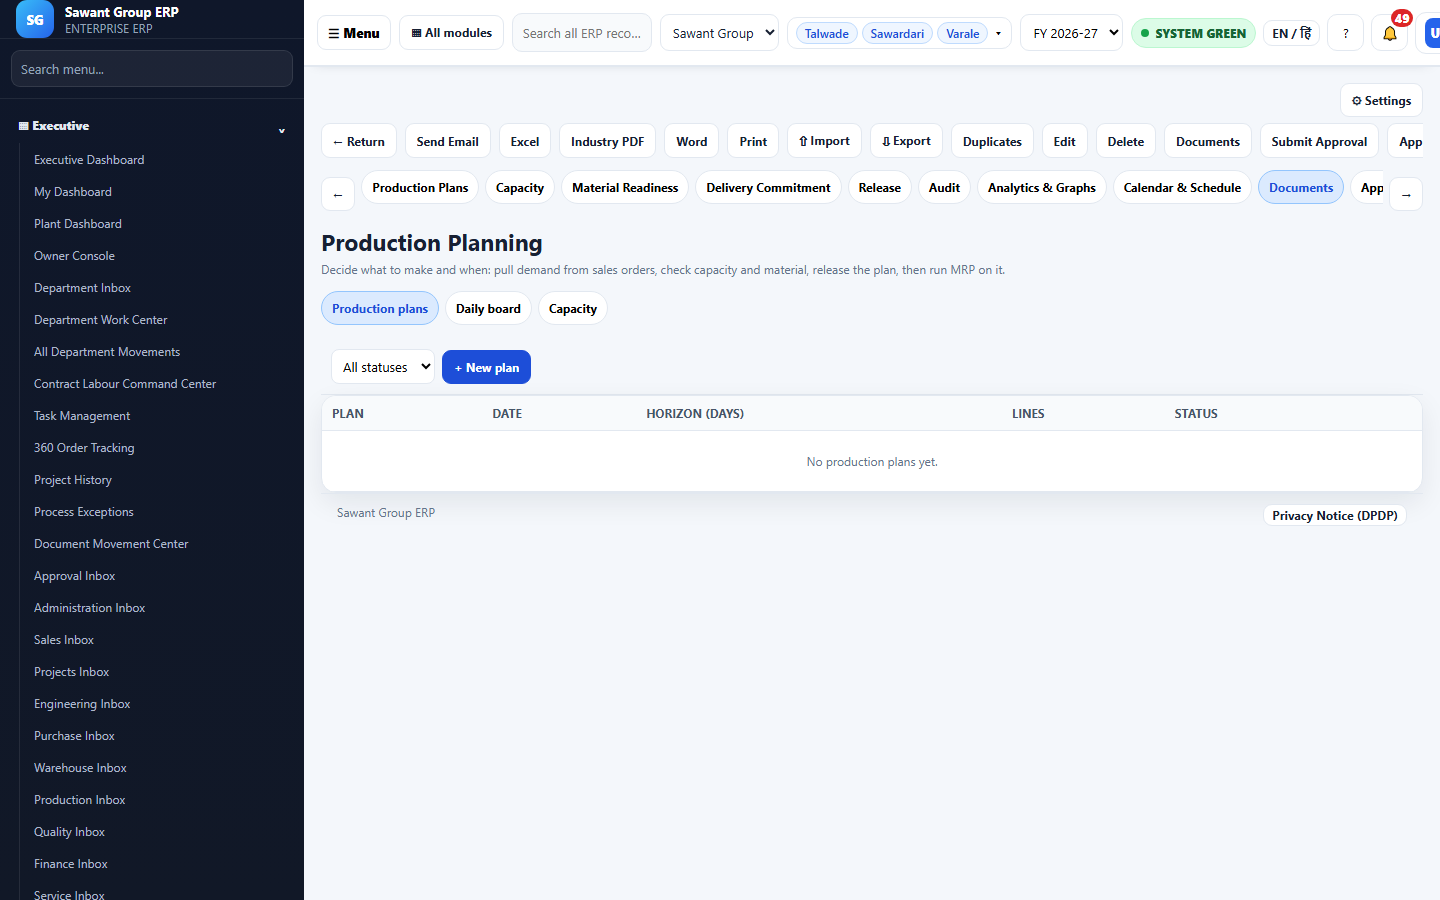 SG
Sawant Group ERP
ENTERPRISE ERP
Search menu...
Executive
Executive Dashboard
My Dashboard
Plant Dashboard
Owner Console
Department Inbox
Department Work Center
All Department Movements
Contract Labour Command Center
Task Management
360 Order Tracking
Project History
Process Exceptions
Document Movement Center
Approval Inbox
Administration Inbox
Sales Inbox
Projects Inbox
Engineering Inbox
Purchase Inbox
Warehouse Inbox
Production Inbox
Quality Inbox
Finance Inbox
Service Inbox
☰ Menu
All modules
Search all ERP reco...
Sawant Group
Talwade Sawardari Varale
FY 2026-27
SYSTEM GREEN
EN / हिं
?
49
U
⚙ Settings
← Return Send Email Excel Industry PDF Word Print ⇧Import ⇩Export Duplicates Edit Delete Documents Submit Approval App
← Production Plans Capacity Material Readiness Delivery Commitment Release Audit Analytics & Graphs Calendar & Schedule Documents App →
Production Planning
Decide what to make and when: pull demand from sales orders, check capacity and material, release the plan, then run MRP on it.
Production plans Daily board Capacity
All statuses + New plan
PLAN DATE HORIZON (DAYS) LINES STATUS
No production plans yet.
Sawant Group ERP Privacy Notice (DPDP)